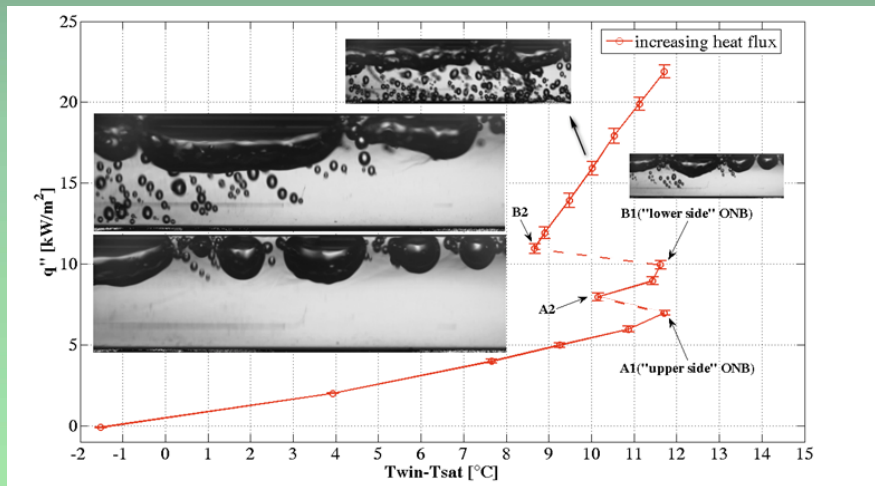 increasing heat flux
25
20
15
10
5
0
q" [kW/m²]
B2
B1("lower side" ONB)
A2
A1("upper side" ONB)
-2 -1 0 1 2 3 4 5 6 7 8 9 10 11 12 13 14 15
Twin-Tsat [°C]